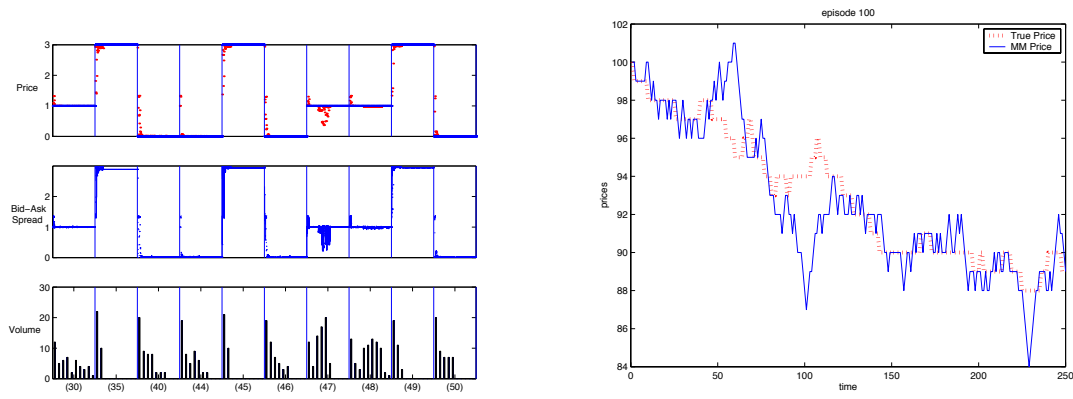 3
2
Price
1
0
2
Bid-Ask
Spread
1
0
30
20
Volume
10
0
(30) (35) (40) (44) (45) (46) (47) (48) (49) (50)
episode 100
True Price
MM Price
102
100
98
96
94
92
90
88
86
84
prices
0 50 100 150 200 250
time